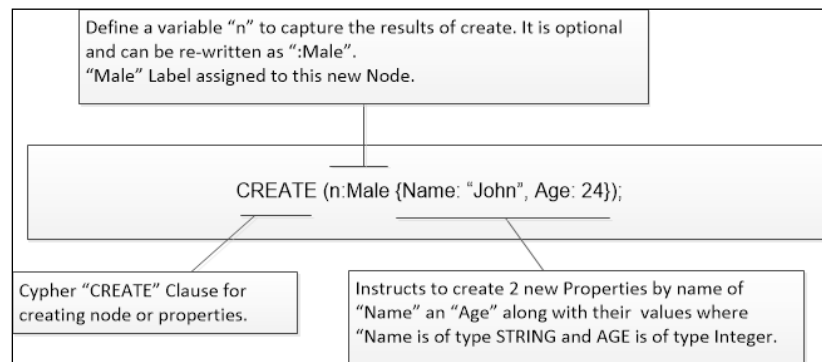 Define a variable “n” to capture the results of create. It is optional
and can be re-written as “:Male”.
“Male” Label assigned to this new Node.
CREATE (n:Male {Name: “John”, Age: 24});
Cypher “CREATE” Clause for
creating node or properties.
Instructs to create 2 new Properties by name of
“Name” an “Age” along with their values where
“Name is of type STRING and AGE is of type Integer.